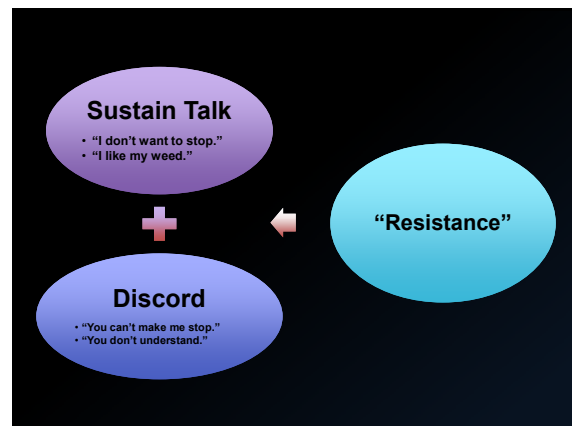 Sustain Talk
• “I don’t want to stop.”
• “I like my weed.”
Discord
• “You can’t make me stop.”
• “You don’t understand.”
“Resistance”